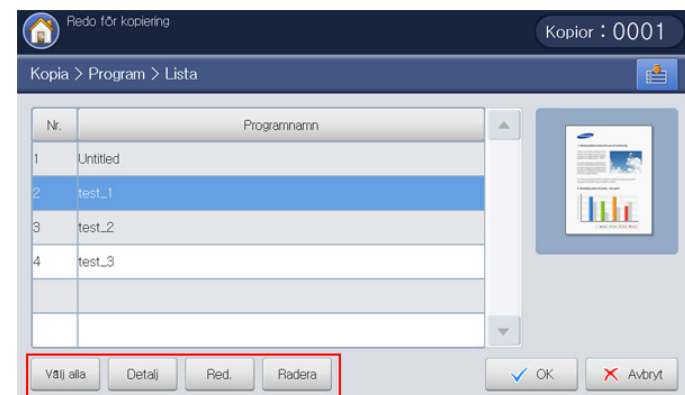 Redo för kopiering
Kopior : 0001
Kopia > Program > Lista
Nr. Programnamn
1 Untitled
2 test_1
3 test_2
4 test_3
Välj alla Detalj Red. Radera OK Avbryt